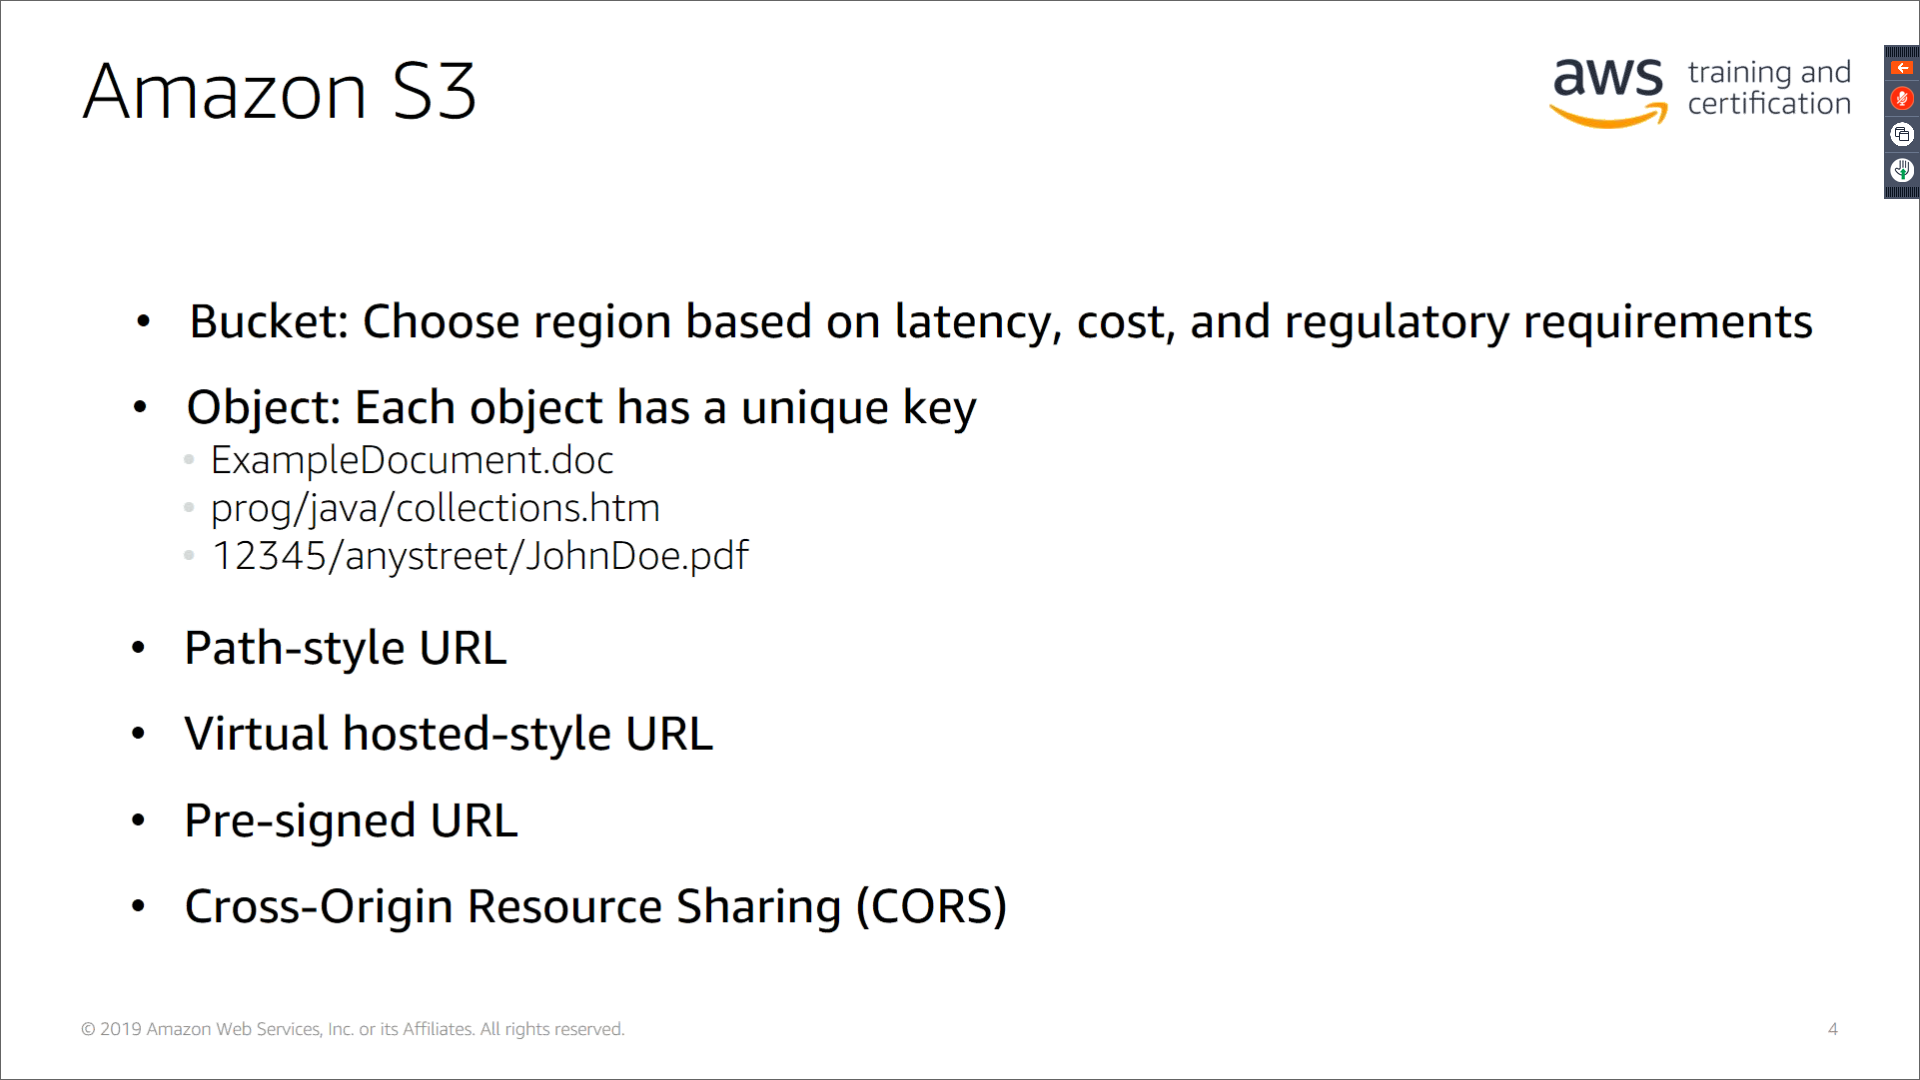 Amazon S3
aws training and
certification
• Bucket: Choose region based on latency, cost, and regulatory requirements
• Object: Each object has a unique key
• ExampleDocument.doc
• prog/java/collections.htm
• 12345/anystreet/JohnDoe.pdf
• Path-style URL
• Virtual hosted-style URL
• Pre-signed URL
• Cross-Origin Resource Sharing (CORS)
© 2019 Amazon Web Services, Inc. or its Affiliates. All rights reserved.
4